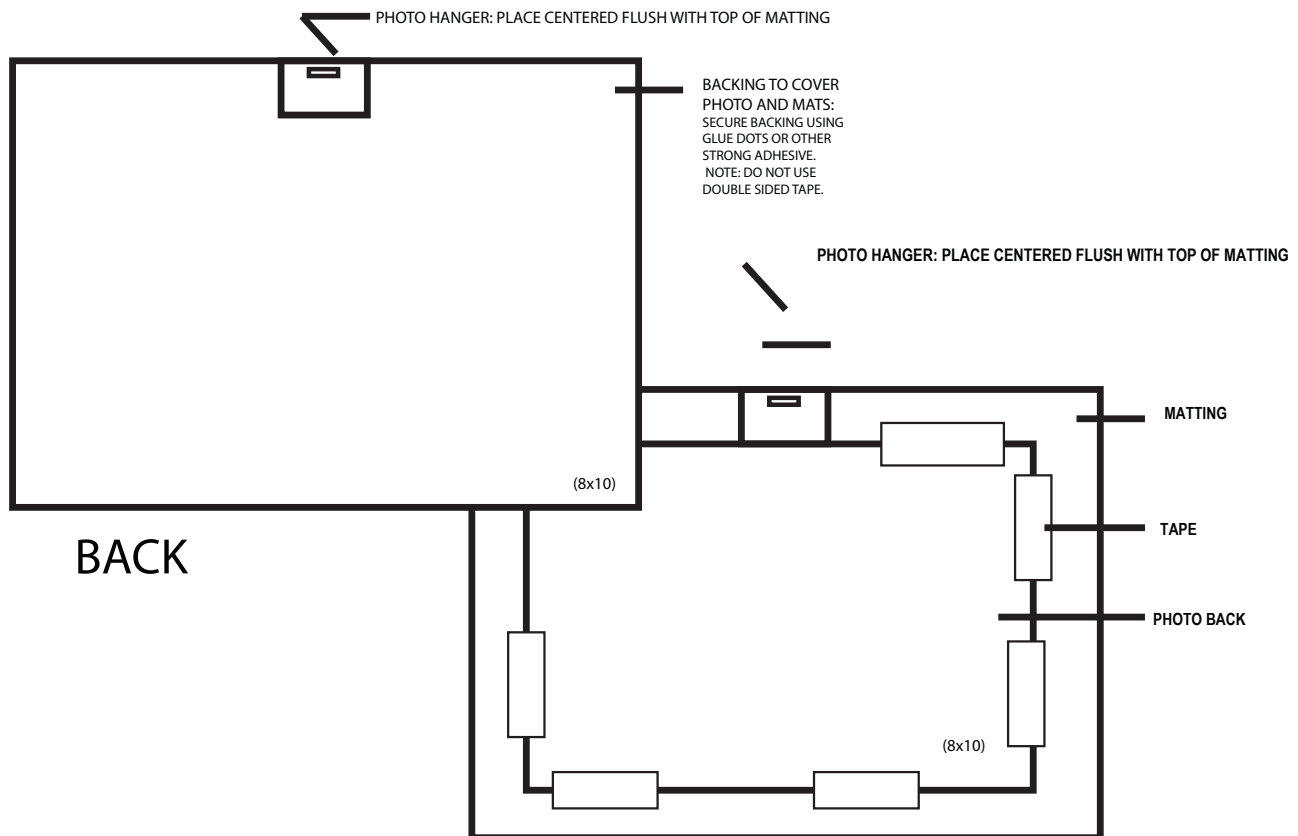 PHOTO HANGER: PLACE CENTERED FLUSH WITH TOP OF MATTING
BACKING TO COVER
PHOTO AND MATS:
SECURE BACKING USING
GLUE DOTS OR OTHER
STRONG ADHESIVE.
NOTE: DO NOT USE
DOUBLE SIDED TAPE.
PHOTO HANGER: PLACE CENTERED FLUSH WITH TOP OF MATTING
MATTING
(8x10)
TAPE
BACK
PHOTO BACK
(8x10)